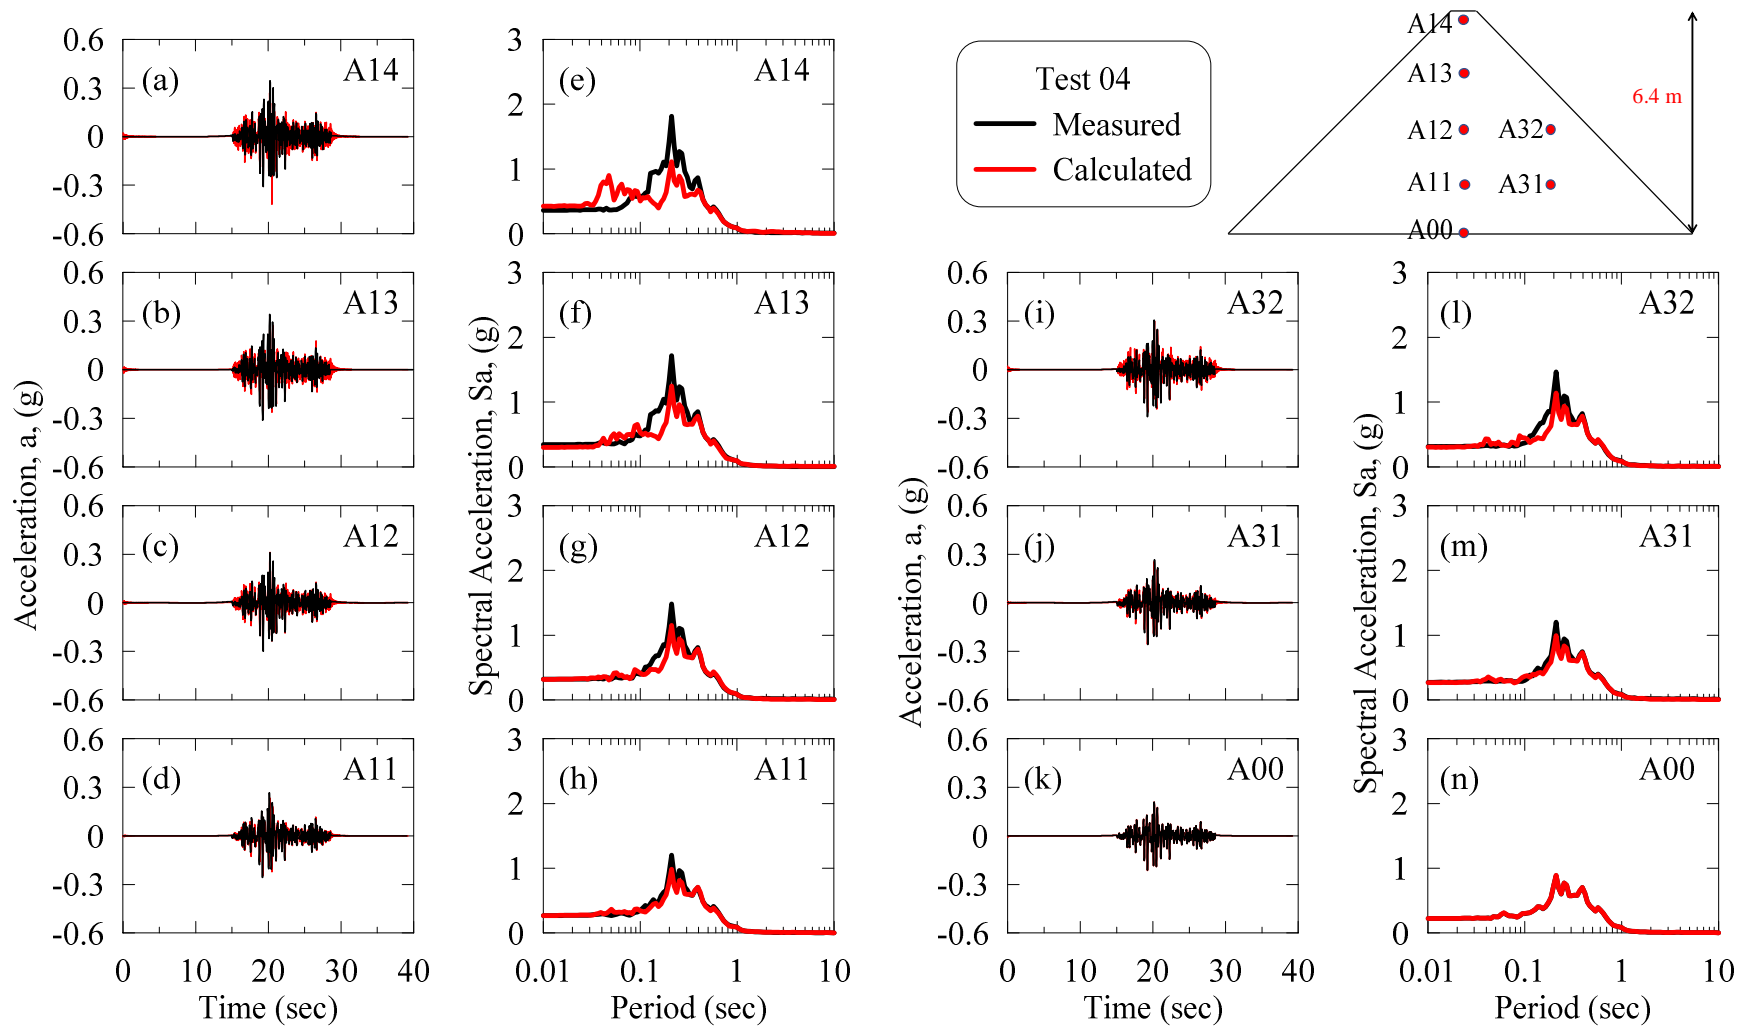 0.6
0.3
0
-0.3
-0.6
(a)
A14
3
2
1
0
(e)
A14
Test 04
Measured
Calculated
A14
A13
A12
A32
A11
A31
A00
6.4 m
0.6
0.3
0
-0.3
-0.6
(b)
A13
3
2
1
0
(f)
A13
0.6
0.3
0
-0.3
-0.6
(i)
A32
3
2
1
0
(l)
A32
Acceleration, a, (g)
Spectral Acceleration, Sa, (g)
Acceleration, a, (g)
Spectral Acceleration, Sa, (g)
0.6
0.3
0
-0.3
-0.6
(c)
A12
3
2
1
0
(g)
A12
0.6
0.3
0
-0.3
-0.6
(j)
A31
3
2
1
0
(m)
A31
0.6
0.3
0
-0.3
-0.6
(d)
A11
0 10 20 30 40
Time (sec)
3
2
1
0
(h)
A11
0.01 0.1 1 10
Period (sec)
0.6
0.3
0
-0.3
-0.6
(k)
A00
0 10 20 30 40
Time (sec)
3
2
1
0
(n)
A00
0.01 0.1 1 10
Period (sec)